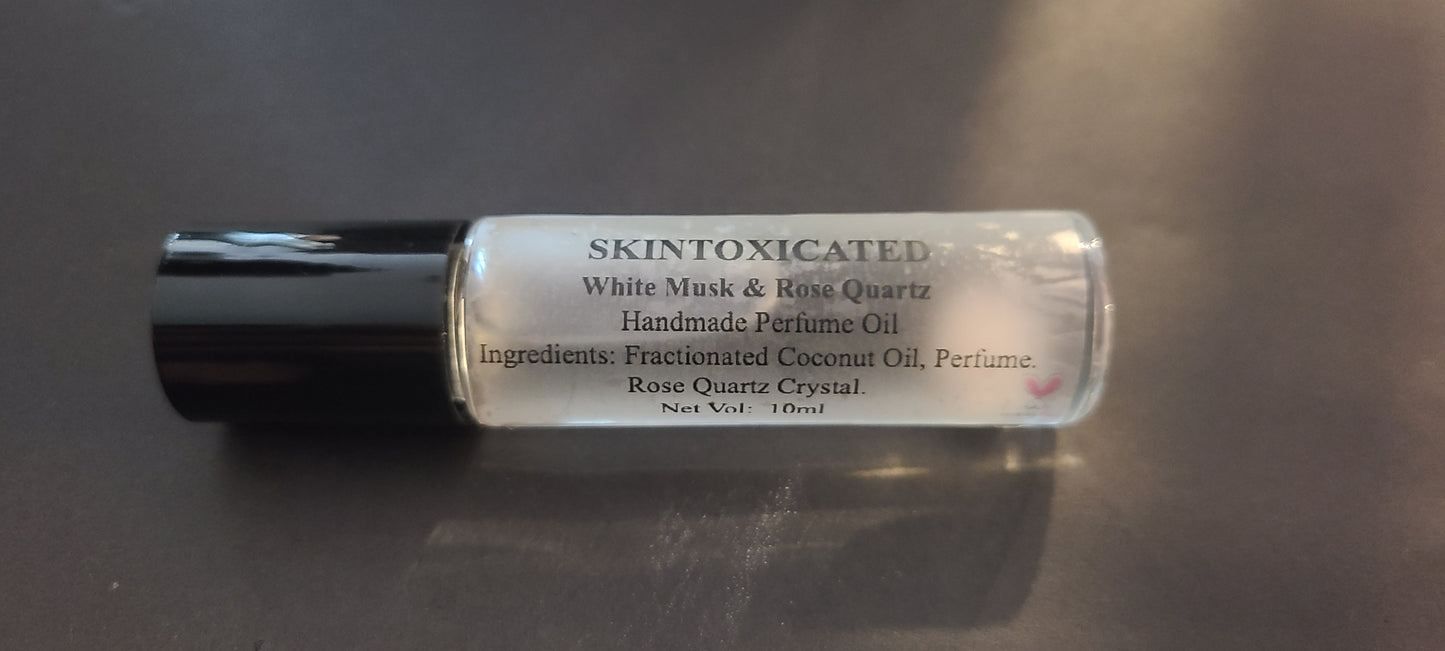 SKINTOXICATED
White Musk & Rose Quartz
Handmade Perfume Oil
Ingredients: Fractionated Coconut Oil, Perfume.
Rose Quartz Crystal.
Net Vol: 10ml